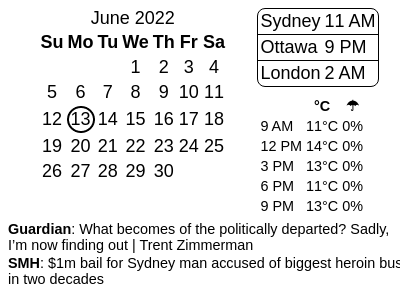 June 2022
Su Mo Tu We Th Fr Sa
1 2 3 4
5 6 7 8 9 10 11
12 13 14 15 16 17 18
19 20 21 22 23 24 25
26 27 28 29 30
Sydney 11 AM
Ottawa 9 PM
London 2 AM
°C ☂
9 AM 11°C 0%
12 PM 14°C 0%
3 PM 13°C 0%
6 PM 11°C 0%
9 PM 13°C 0%
Guardian: What becomes of the politically departed? Sadly,
I’m now finding out | Trent Zimmerman
SMH: $1m bail for Sydney man accused of biggest heroin bus
in two decades